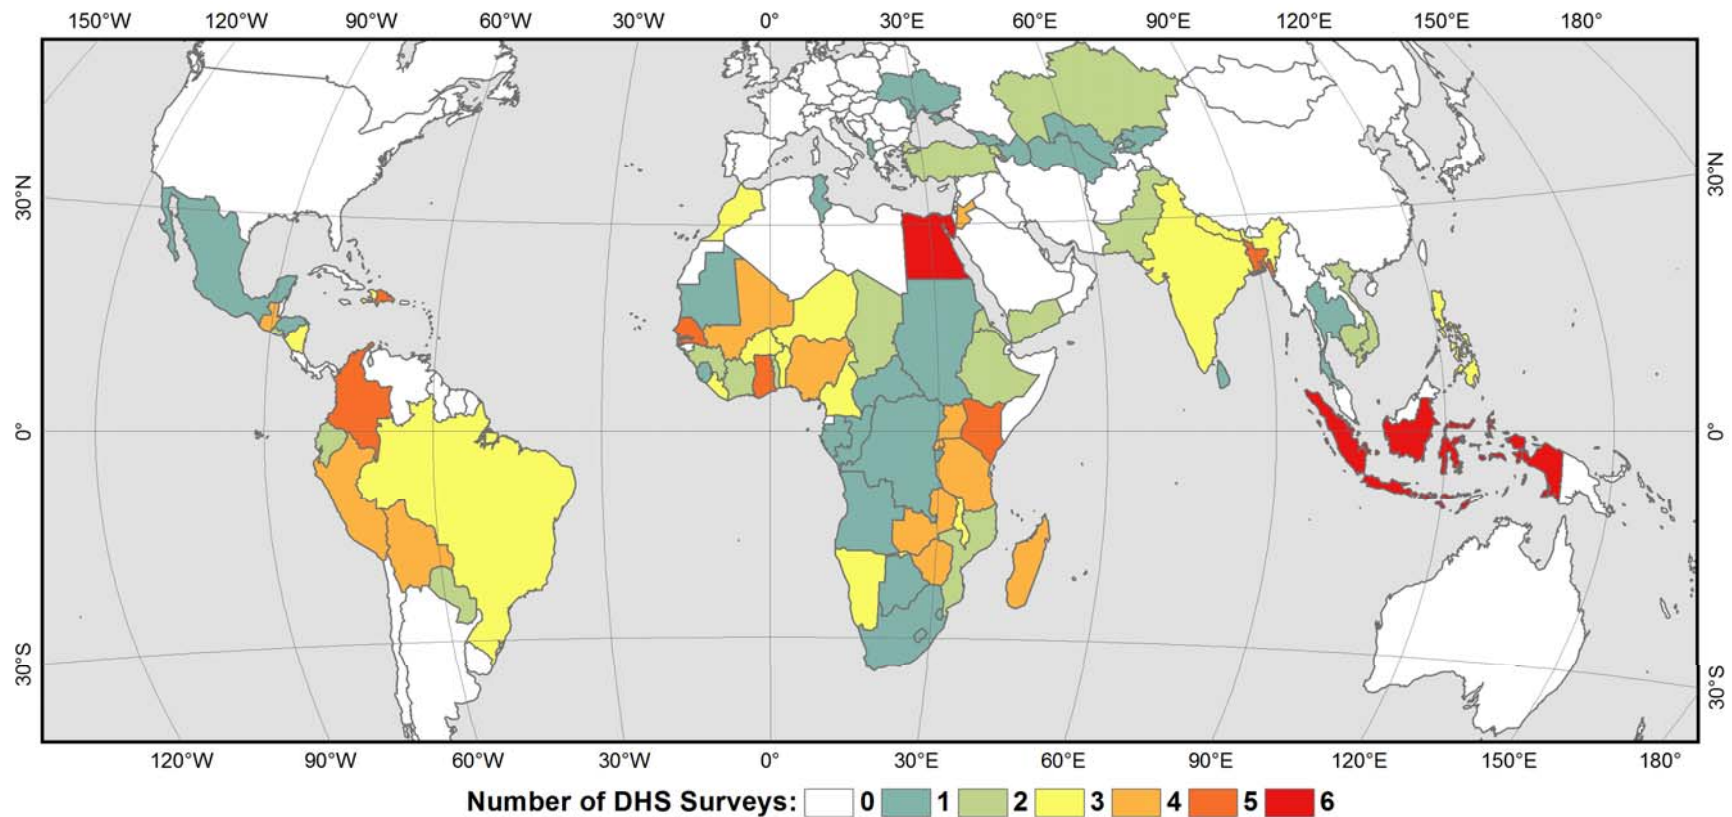 150°W 120°W 90°W 60°W 30°W 0° 30°E 60°E 90°E 120°E 150°E 180°
30°N 30°N
0° 0°
30°S 30°S
120°W 90°W 60°W 30°W 0° 30°E 60°E 90°E 120°E 150°E 180°
Number of DHS Surveys: 0 1 2 3 4 5 6